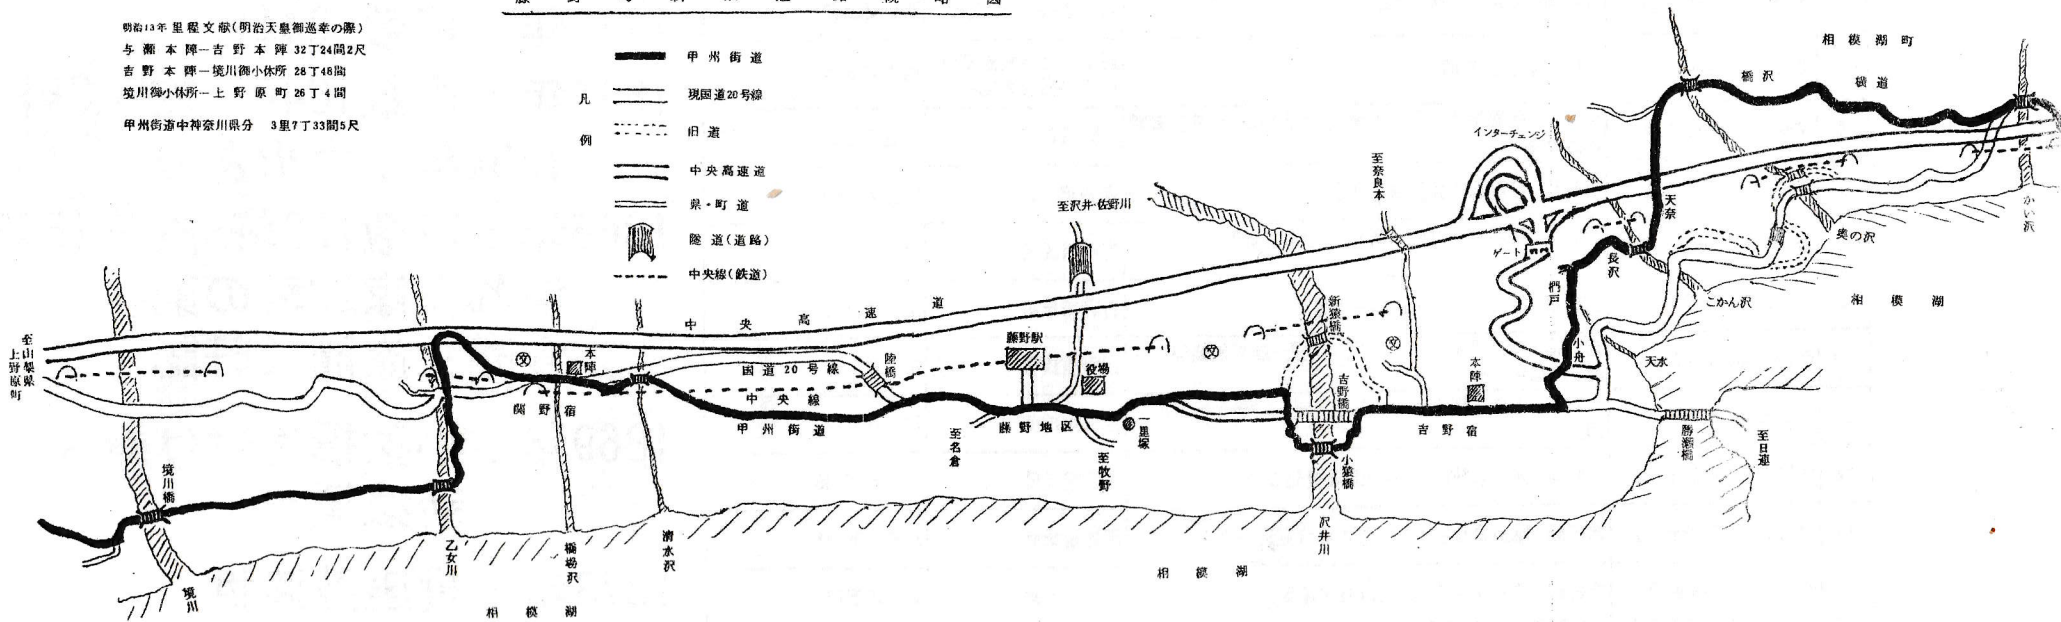 明治13年里程文献(明治天皇御巡幸の際)
与瀬本陣―吉野本陣 32丁24間2尺
吉野本陣―境川御小休所 28丁48間
境川御小休所―上野原町 26丁4間
甲州街道中神奈川県分 3里7丁33間5尺
凡例
甲州街道
現国道20号線
旧道
中央高速道
県・町道
隧道(道路)
中央線(鉄道)
相模湖町
橋沢
横道
インターチェンジ
至奈良本
至沢井・佐野川
天奈
かい沢
奥の沢
ゲート
長沢
椚戸
こかん沢
相模湖
新猿橋
中央高速道
藤野駅
小舟
天水
至山梨県上野原町
文
本陣
国道20号線
陸橋
役場
文
文
吉野橋
本陣
関野宿
中央線
甲州街道
至名倉
藤野地区
一里塚
至牧野
小猿橋
吉野宿
勝瀬橋
至日連
境川橋
境川
乙女川
橋場沢
清水沢
沢井川
相模湖
相模湖